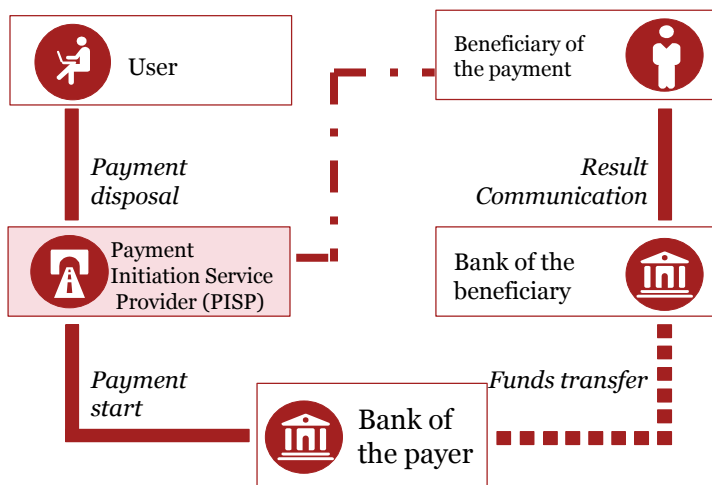 User
Beneficiary of
the payment
Payment
disposal
Result
Communication
Payment
Initiation Service
Provider (PISP)
Bank of the
beneficiary
Payment
start
Funds transfer
Bank of
the payer